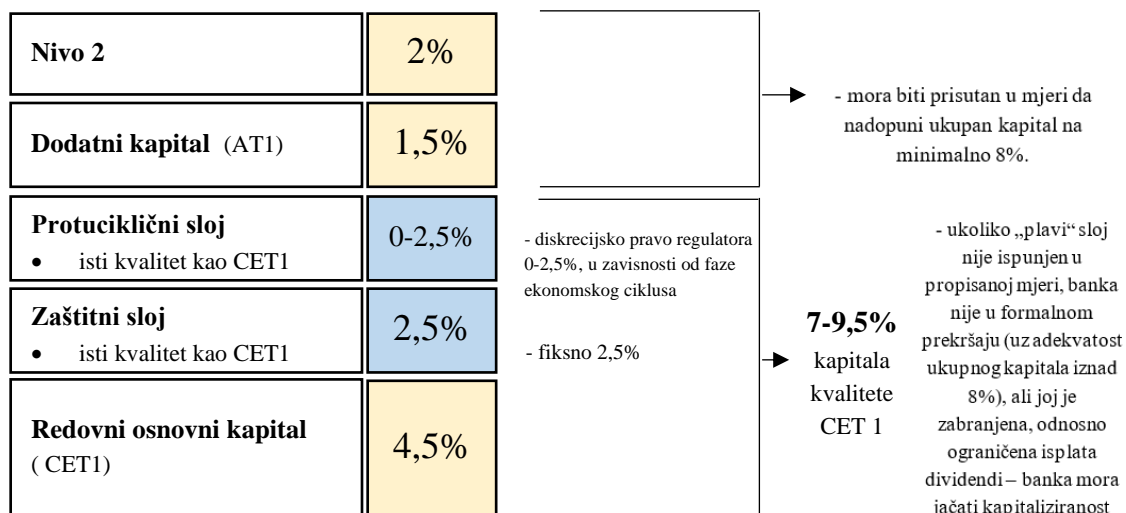 Nivo 2
2%
Dodatni kapital (AT1)
1,5%
Protuciklični sloj
• isti kvalitet kao CET1
0-2,5%
Zaštitni sloj
• isti kvalitet kao CET1
2,5%
Redovni osnovni kapital
( CET1)
4,5%
- mora biti prisutan u mjeri da
nadopuni ukupan kapital na
minimalno 8%.
- diskrecijsko pravo regulatora
0-2,5%, u zavisnosti od faze
ekonomskog ciklusa
- fiksno 2,5%
7-9,5%
kapitala
kvalitete
CET 1
- ukoliko „plavi“ sloj
nije ispunjen u
propisanoj mjeri, banka
nije u formalnom
prekršaju (uz adekvatost
ukupnog kapitala iznad
8%), ali joj je
zabranjena, odnosno
ograničena isplata
dividendi – banka mora
jačati kapitaliziranost